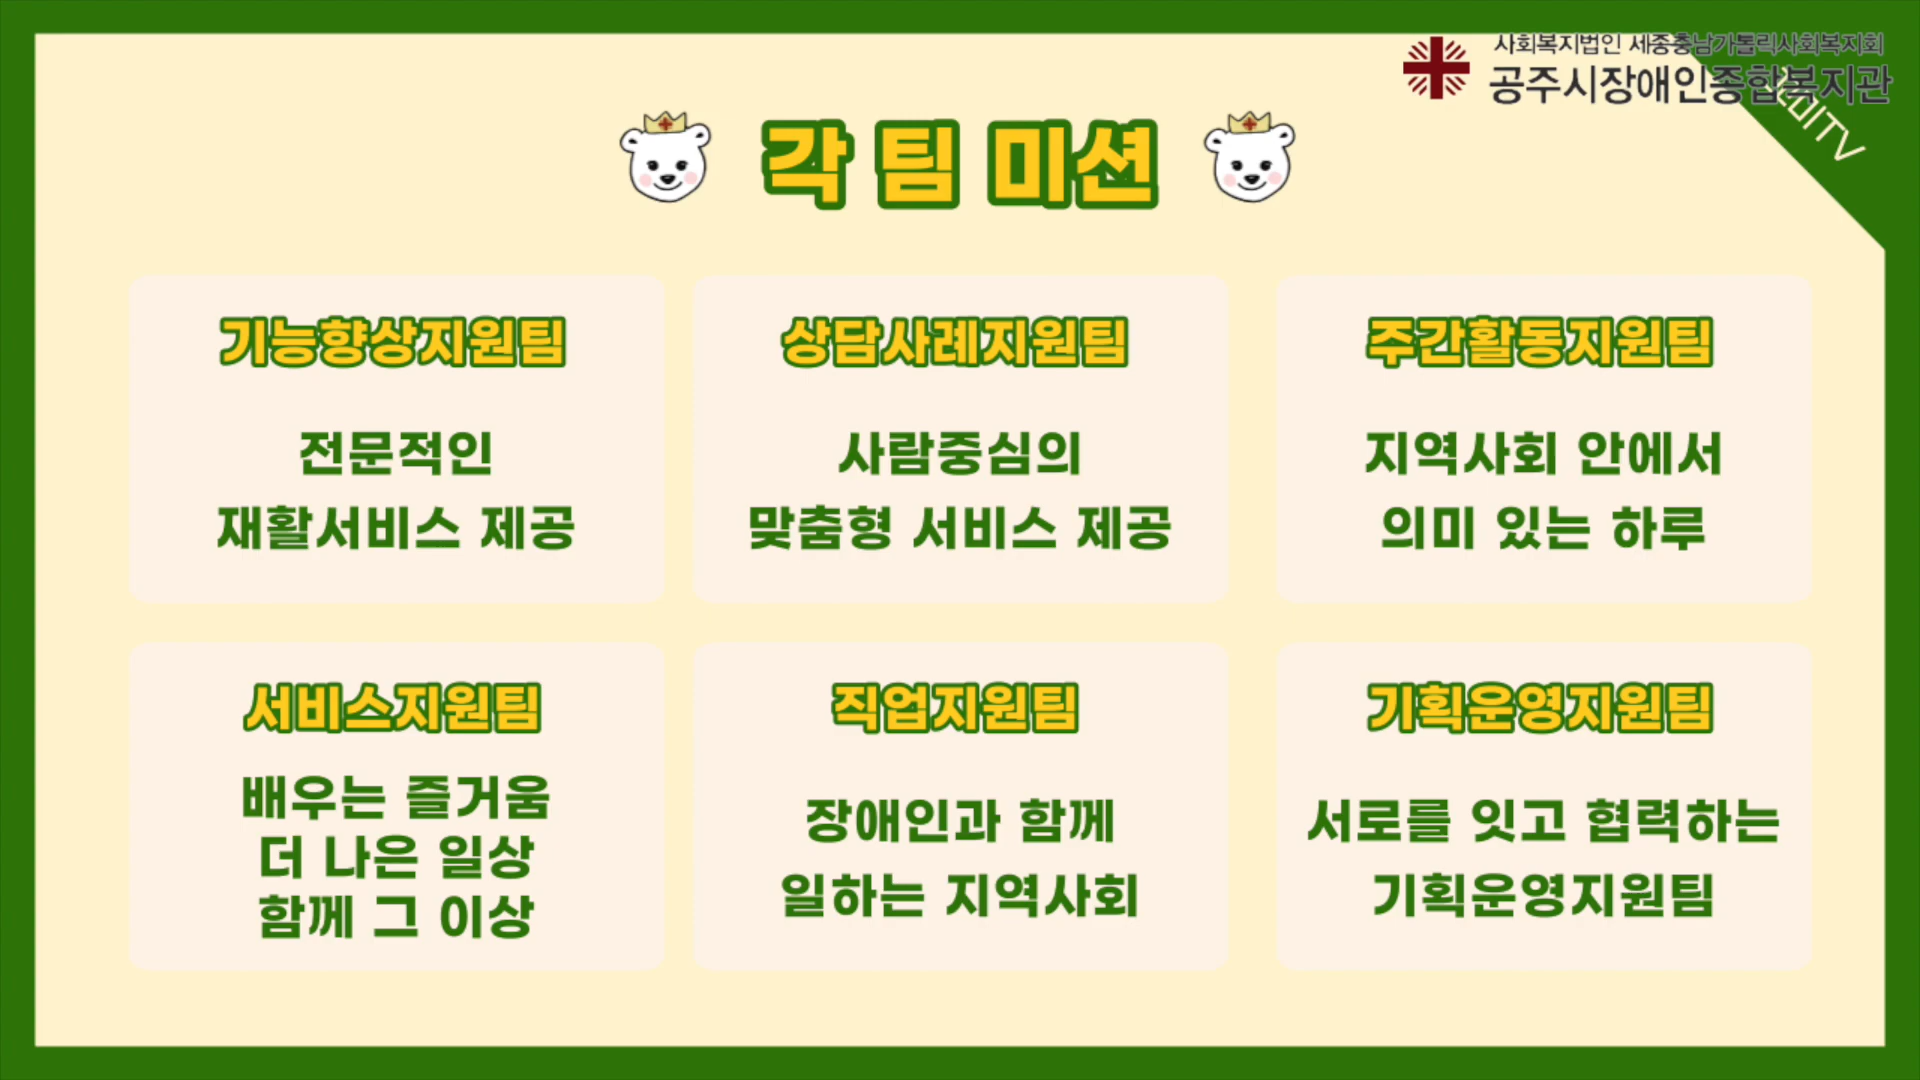 사회복지법인 세종충남가톨릭사회복지회
공주시장애인종합복지관
각 팀 미션
기능향상지원팀
전문적인
재활서비스 제공
상담사례지원팀
사람중심의
맞춤형 서비스 제공
주간활동지원팀
지역사회 안에서
의미 있는 하루
서비스지원팀
배우는 즐거움
더 나은 일상
함께 그 이상
직업지원팀
장애인과 함께
일하는 지역사회
기획운영지원팀
서로를 잇고 협력하는
기획운영지원팀